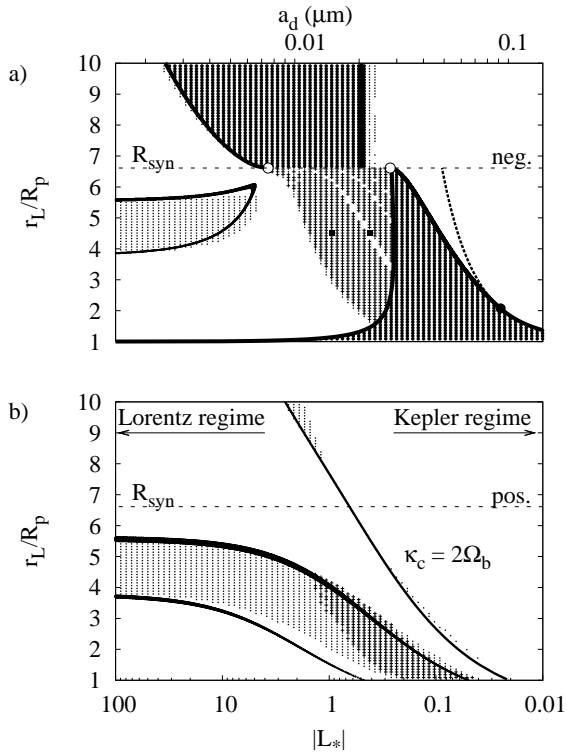 a_d (μm)
0.01 0.1
a)
10
9
8
7
6
5
4
3
2
1
r_L/R_p
R_syn
neg.
b)
10
9
8
7
6
5
4
3
2
1
r_L/R_p
Lorentz regime
Kepler regime
R_syn
pos.
κ_c = 2Ω_b
100 10 1 0.1 0.01
|L_*|